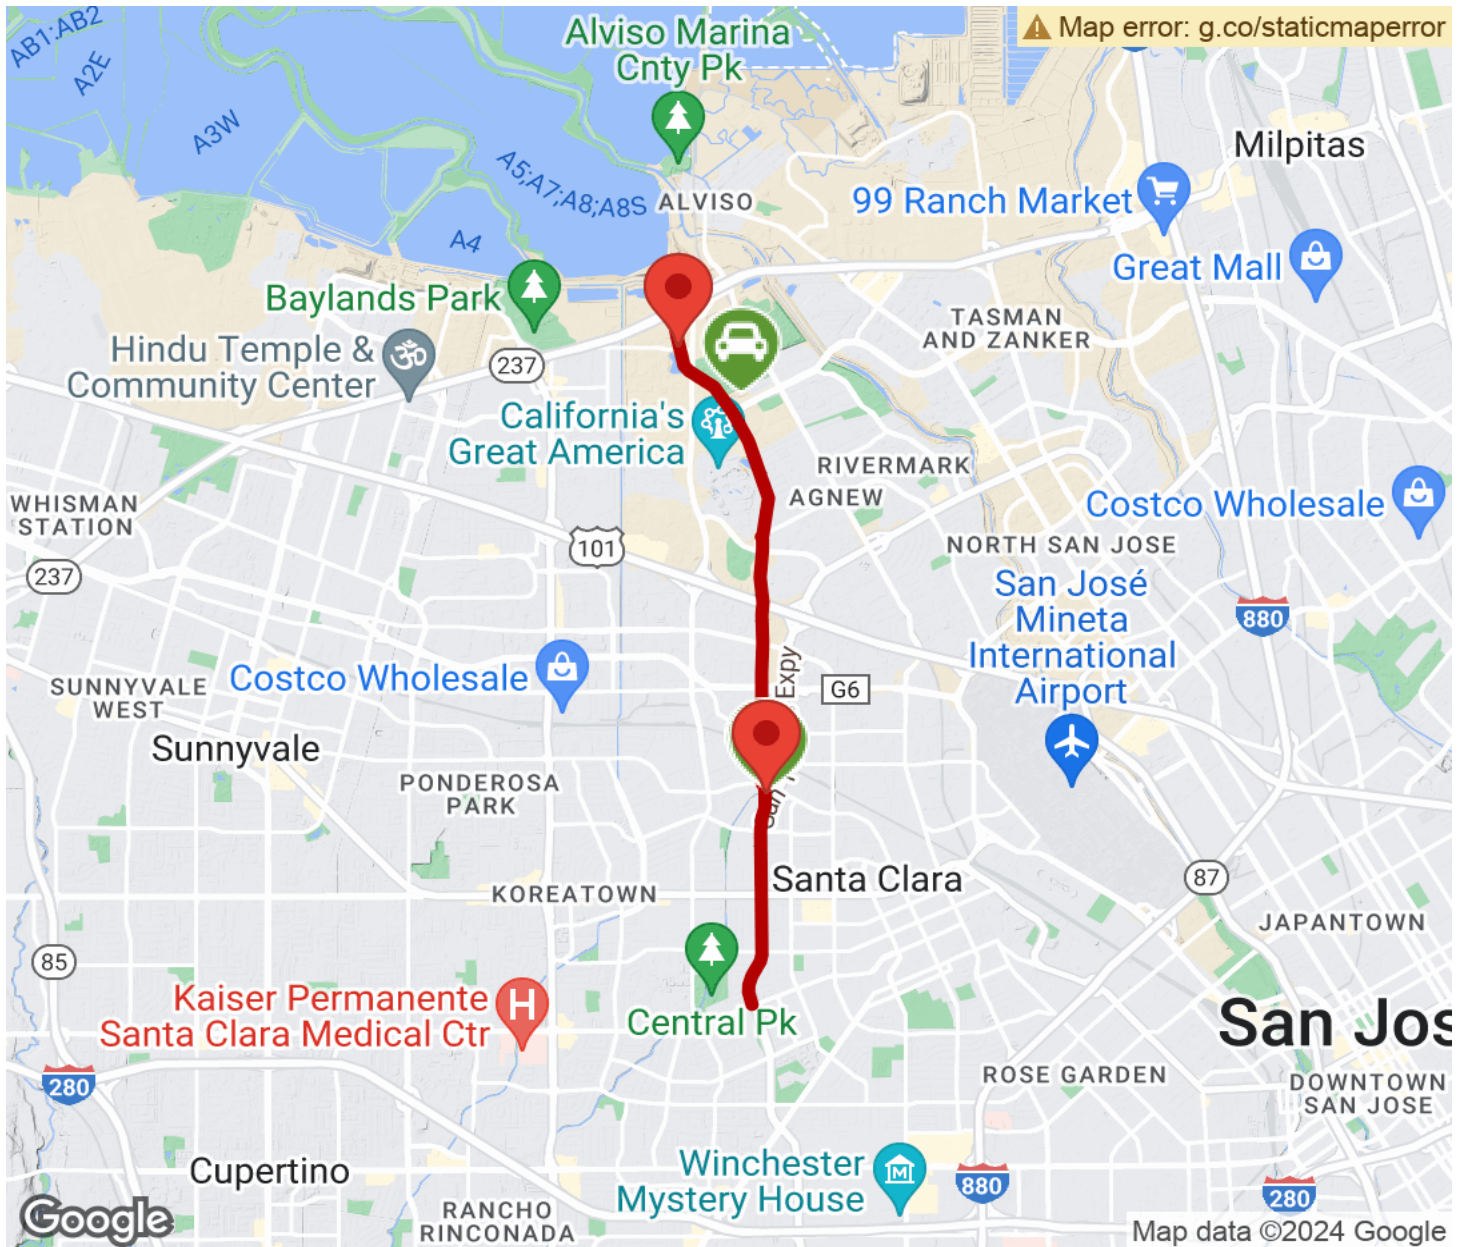 AB1:AB2
A2E
A3W
Alviso Marina
Cnty Pk
Map error: g.co/staticmaperror
Milpitas
A5;A7;A8;A8S
ALVISO
99 Ranch Market
A4
Great Mall
Baylands Park
TASMAN
AND ZANKER
Hindu Temple &
Community Center
237
California's
Great America
RIVERMARK
AGNEW
WHISMAN
STATION
Costco Wholesale
101
NORTH SAN JOSE
237
San José
Mineta
International
Airport
880
Expy
G6
SUNNYVALE
WEST
Costco Wholesale
Sunnyvale
PONDEROSA
PARK
Santa Clara
87
KOREATOWN
JAPANTOWN
85
Kaiser Permanente
Santa Clara Medical Ctr
H
Central Pk
San Jos
280
ROSE GARDEN
DOWNTOWN
SAN JOSE
Cupertino
Winchester
Mystery House
M
880
280
RANCHO
RINCONADA
Google
Map data ©2024 Google